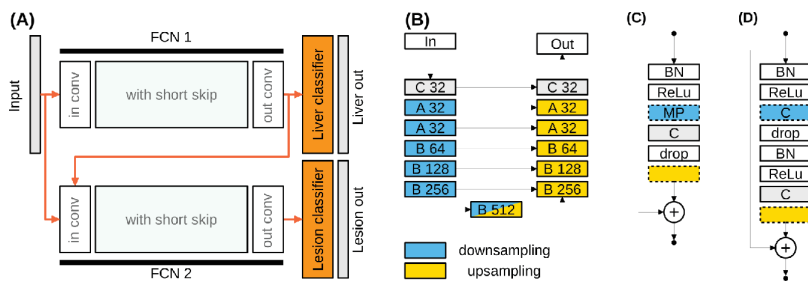 (A)
FCN 1
Input
in conv
with short skip
out conv
Liver classifier
Liver out
in conv
with short skip
out conv
Lesion classifier
Lesion out
FCN 2
(B)
In
Out
C 32
C 32
A 32
A 32
A 32
A 32
B 64
B 64
B 128
B 128
B 256
B 256
B 512
downsampling
upsampling
(C)
BN
ReLu
MP
C
drop
+
(D)
BN
ReLu
C
drop
BN
ReLu
C
+